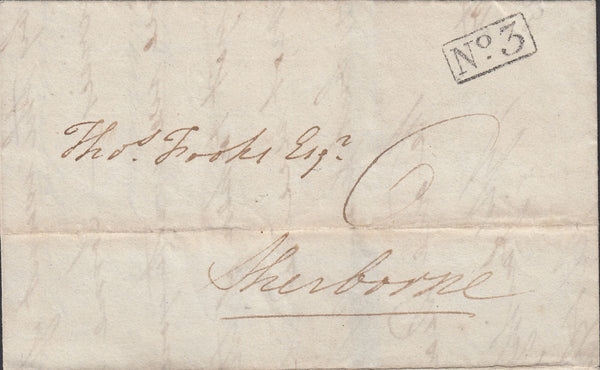 No. 3
Thos. Fooks Esqr.
6
Sherborne